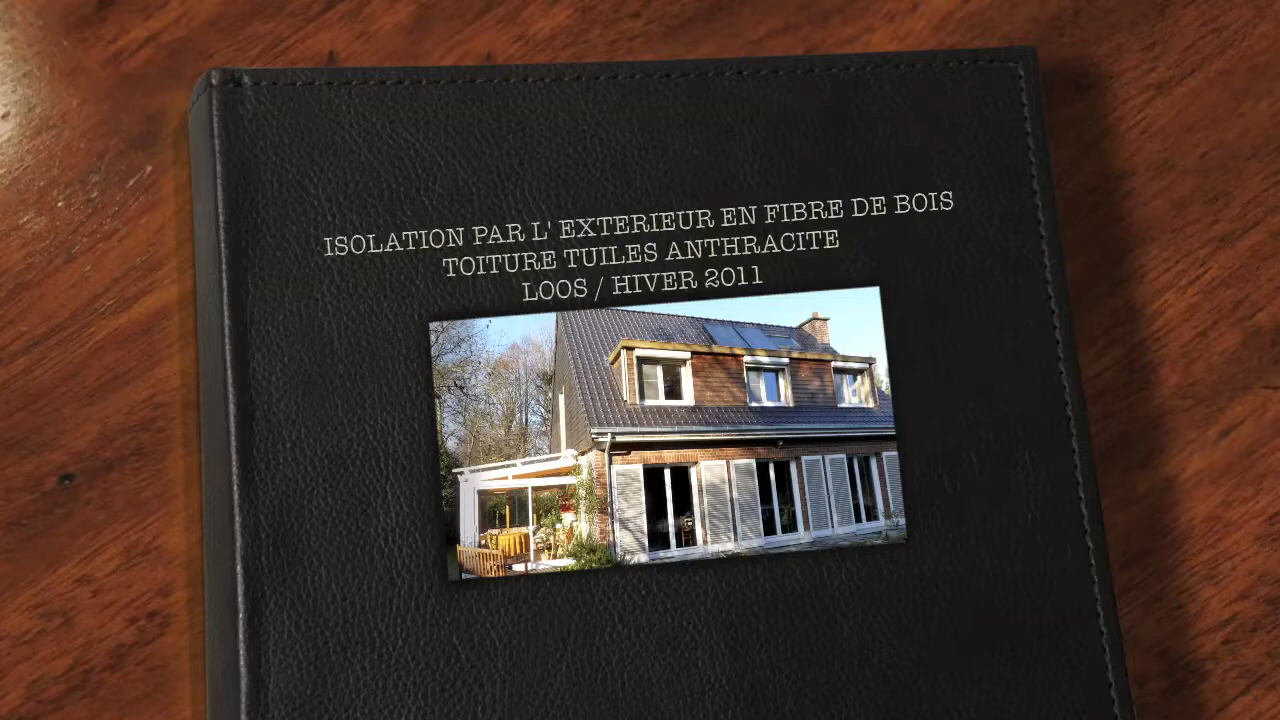 ISOLATION PAR L' EXTERIEUR EN FIBRE DE BOIS
TOITURE TUILES ANTHRACITE
LOOS / HIVER 2011